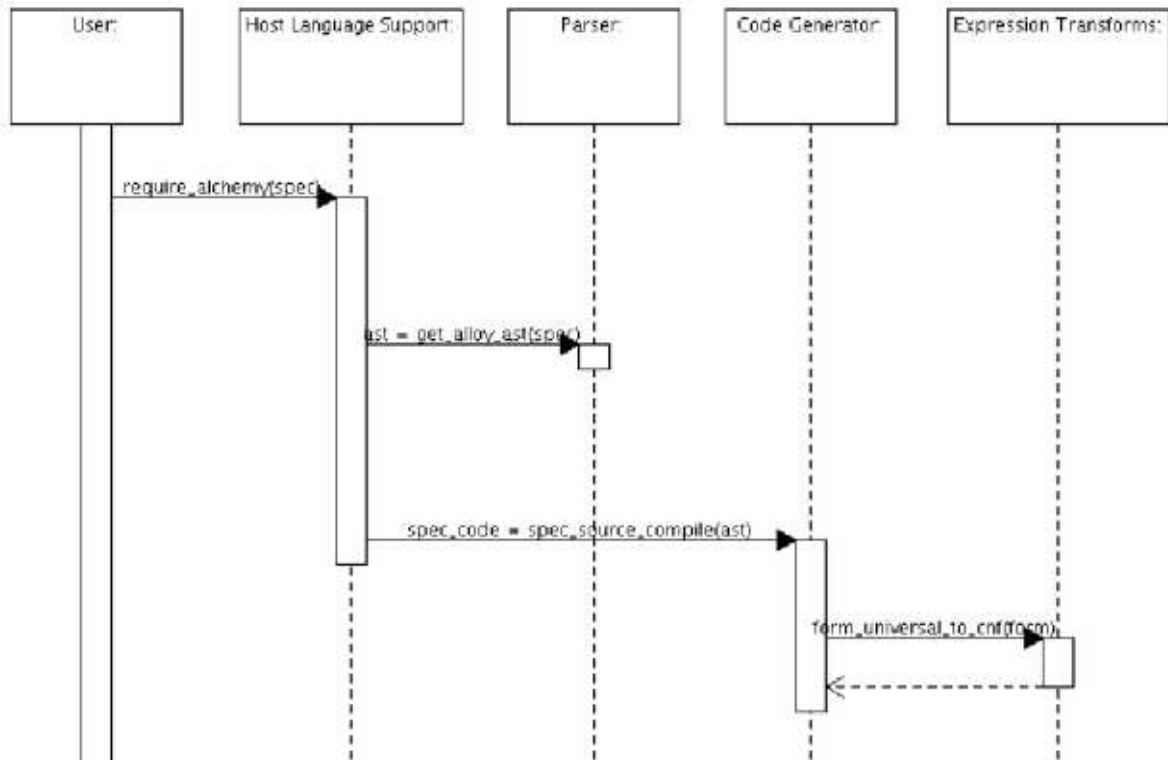 User:
Host Language Support:
Parser:
Code Generator:
Expression Transforms:
require_alchemy(spec)
ast = get_alloy_ast(spec)
spec_code = spec_source_compile(ast)
form_universal_to_cnf(form)